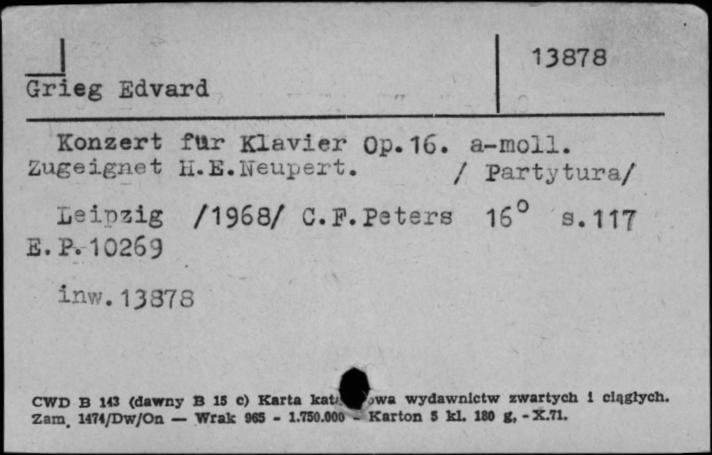 13878
Grieg Edvard
Konzert für Klavier Op.16. a-moll.
Zugeignet H.E.Neupert. / Partytura/
Leipzig /1968/ C.F.Peters 16° s.117
E.P.10269
inw.13878
CWD B 143 (dawny B 15 c) Karta wydawnictw zwartych i ciągłych.
Zam. 1474/Dw/On — Wrak 965 - 1.750.000 - Karton 5 kl. 180 g, - X.71.